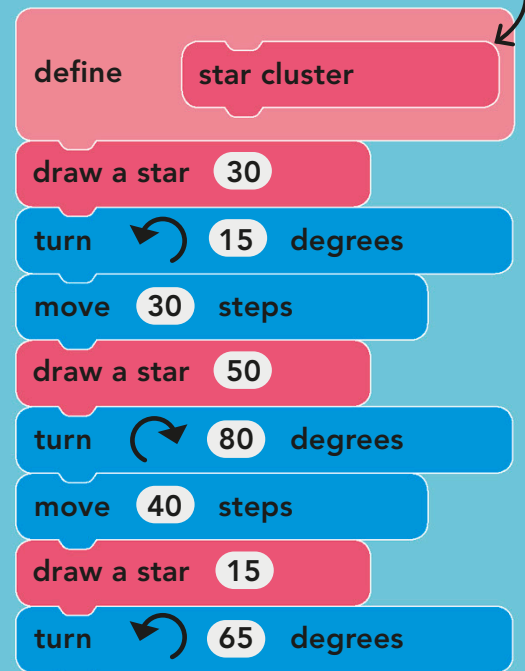 define star cluster
draw a star 30
turn 15 degrees
move 30 steps
draw a star 50
turn 80 degrees
move 40 steps
draw a star 15
turn 65 degrees